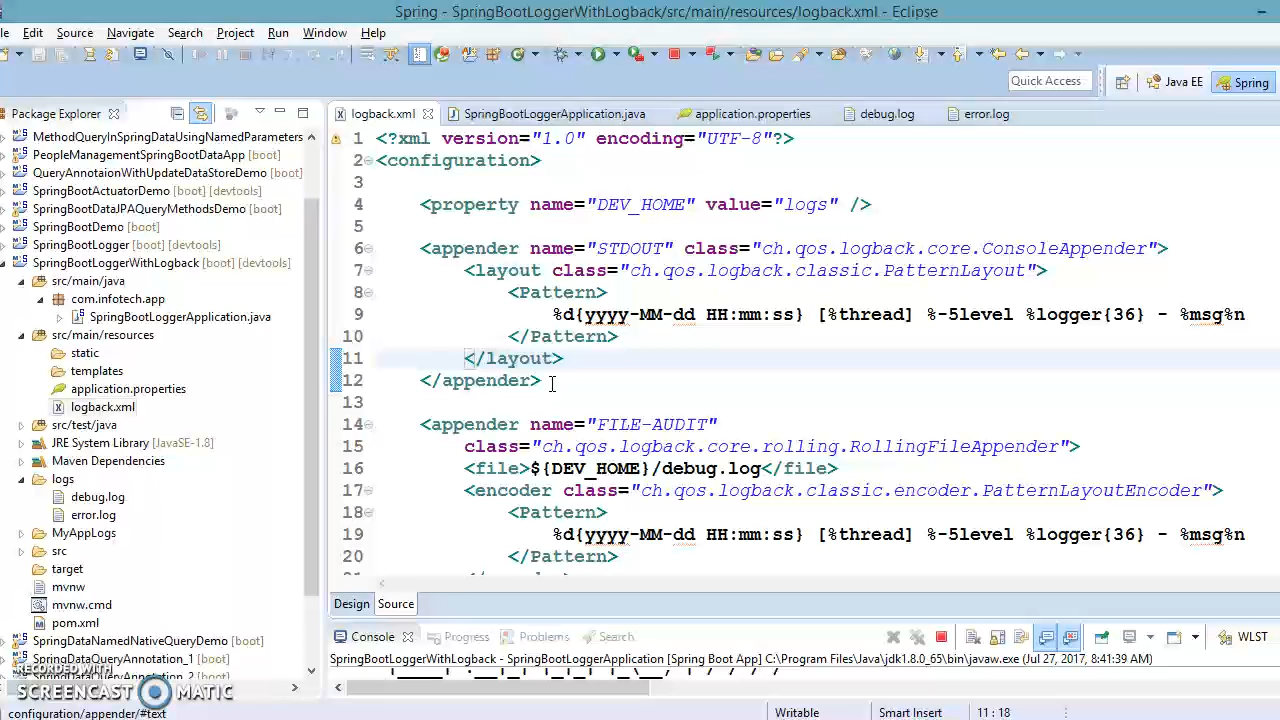 Spring - SpringBootLoggerWithLogback/src/main/resources/logback.xml - Eclipse
le Edit Source Navigate Search Project Run Window Help
Quick Access Java EE Spring
Package Explorer
MethodQueryInSpringDataUsingNamedParameters
PeopleManagementSpringBootDataApp [boot]
QueryAnnotaionWithUpdateDataStoreDemo [boot]
SpringBootActuatorDemo [boot] [devtools]
SpringBootDataJPAQueryMethodsDemo [boot]
SpringBootDemo [boot]
SpringBootLogger [boot] [devtools]
SpringBootLoggerWithLogback [boot] [devtools]
src/main/java
com.infotech.app
SpringBootLoggerApplication.java
src/main/resources
static
templates
application.properties
logback.xml
src/test/java
JRE System Library [JavaSE-1.8]
Maven Dependencies
logs
debug.log
error.log
MyAppLogs
src
target
mvnw
mvnw.cmd
pom.xml
SpringDataNamedNativeQueryDemo [boot]
SpringDataQueryAnnotation_1 [boot]
SpringDataQueryAnnotation_2 [boot]
RECORDED WITH
SCREENCAST MATIC
logback.xml SpringBootLoggerApplication.java application.properties debug.log error.log
1 <?xml version="1.0" encoding="UTF-8"?>
2 <configuration>
3
4 <property name="DEV_HOME" value="logs" />
5
6 <appender name="STDOUT" class="ch.qos.logback.core.ConsoleAppender">
7 <layout class="ch.qos.logback.classic.PatternLayout">
8 <Pattern>
9 %d{yyyy-MM-dd HH:mm:ss} [%thread] %-5level %logger{36} - %msg%n
10 </Pattern>
11 </layout>
12 </appender>
13
14 <appender name="FILE-AUDIT"
15 class="ch.qos.logback.core.rolling.RollingFileAppender">
16 <file>${DEV_HOME}/debug.log</file>
17 <encoder class="ch.qos.logback.classic.encoder.PatternLayoutEncoder">
18 <Pattern>
19 %d{yyyy-MM-dd HH:mm:ss} [%thread] %-5level %logger{36} - %msg%n
20 </Pattern>
Design Source
Console Progress Problems Search WLST
SpringBootLoggerWithLogback - SpringBootLoggerApplication [Spring Boot App] C:\Program Files\Java\jdk1.8.0_65\bin\javaw.exe (Jul 27, 2017, 8:41:39 AM)
configuration/appender/#text Writable Smart Insert 11 : 18